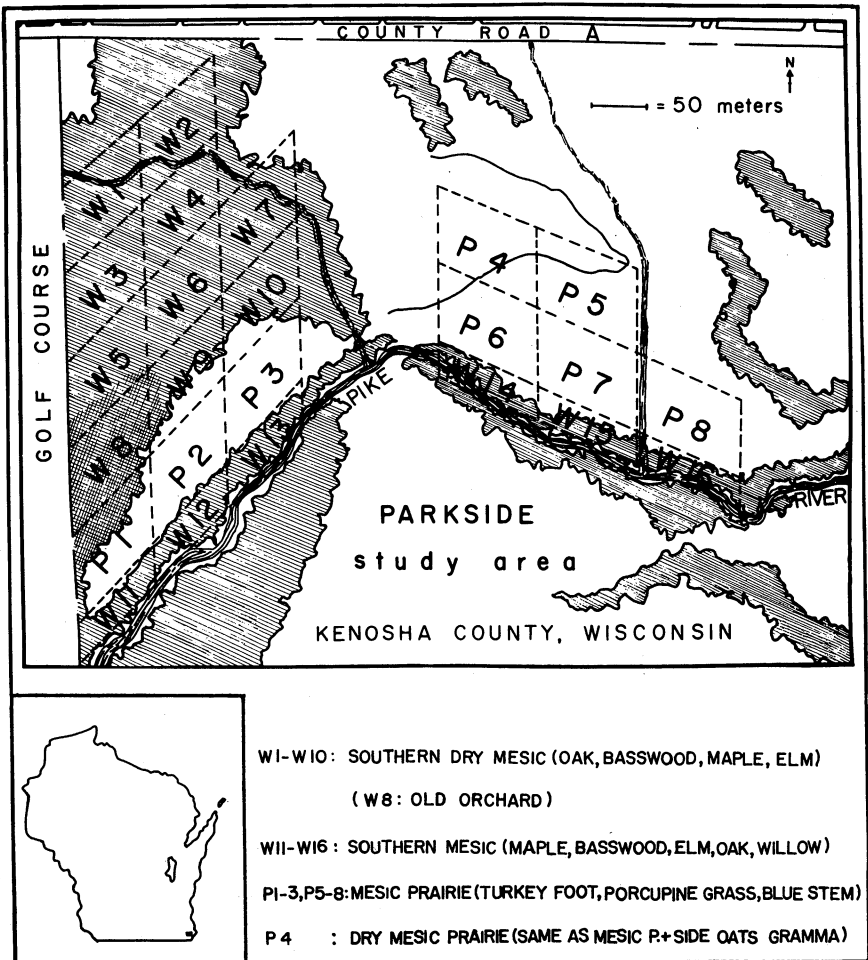 COUNTY ROAD A
N
= 50 meters
GOLF COURSE
W1
W2
W3
W4
W5
W6
W7
W8
W9
W10
P1
P2
P3
W11
W12
W13
PIKE
P4
P5
P6
P7
P8
W14
W15
W16
RIVER
PARKSIDE
study area
KENOSHA COUNTY, WISCONSIN
W1-W10: SOUTHERN DRY MESIC (OAK, BASSWOOD, MAPLE, ELM)
(W8: OLD ORCHARD)
W11-W16: SOUTHERN MESIC (MAPLE, BASSWOOD, ELM, OAK, WILLOW)
P1-3, P5-8: MESIC PRAIRIE (TURKEY FOOT, PORCUPINE GRASS, BLUE STEM)
P4 : DRY MESIC PRAIRIE (SAME AS MESIC P.+ SIDE OATS GRAMMA)